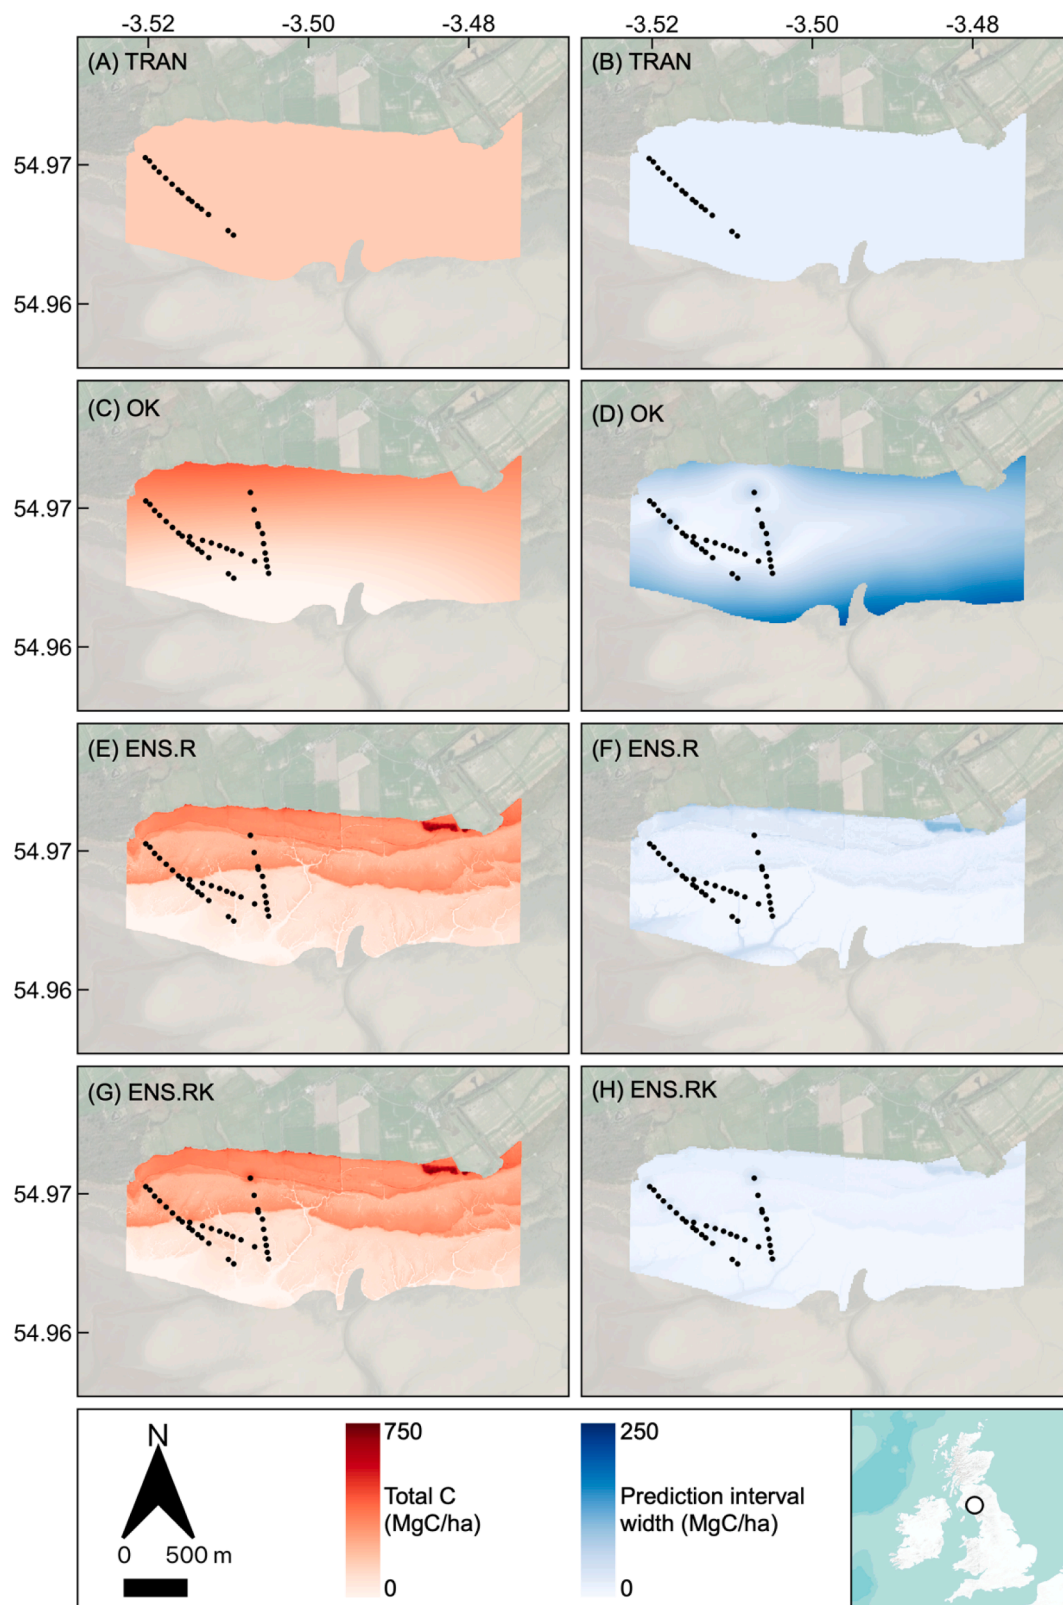 -3.52 -3.50 -3.48 -3.52 -3.50 -3.48
(A) TRAN (B) TRAN
54.97
54.96
(C) OK (D) OK
54.97
54.96
(E) ENS.R (F) ENS.R
54.97
54.96
(G) ENS.RK (H) ENS.RK
54.97
54.96
N 750 250
Total C Prediction interval
(MgC/ha) width (MgC/ha)
0 500 m
0 0